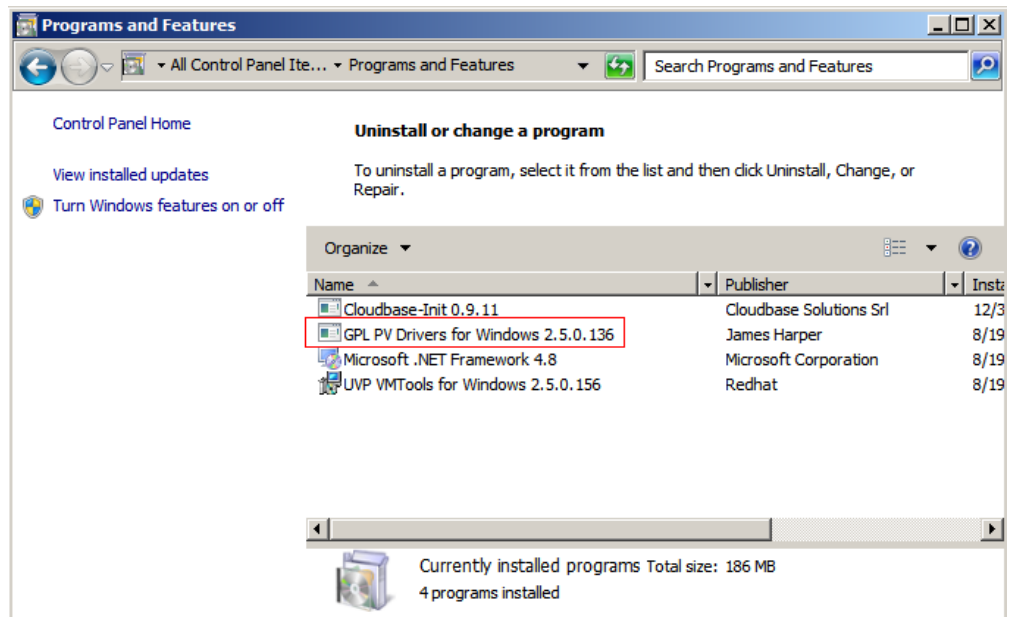 Programs and Features
All Control Panel Ite... Programs and Features
Search Programs and Features
Control Panel Home
View installed updates
Turn Windows features on or off
Uninstall or change a program
To uninstall a program, select it from the list and then click Uninstall, Change, or
Repair.
Organize
Name Publisher Insta
Cloudbase-Init 0.9.11 Cloudbase Solutions Srl 12/3
GPL PV Drivers for Windows 2.5.0.136 James Harper 8/19
Microsoft .NET Framework 4.8 Microsoft Corporation 8/19
UVP VMTools for Windows 2.5.0.156 Redhat 8/19
Currently installed programs Total size: 186 MB
4 programs installed